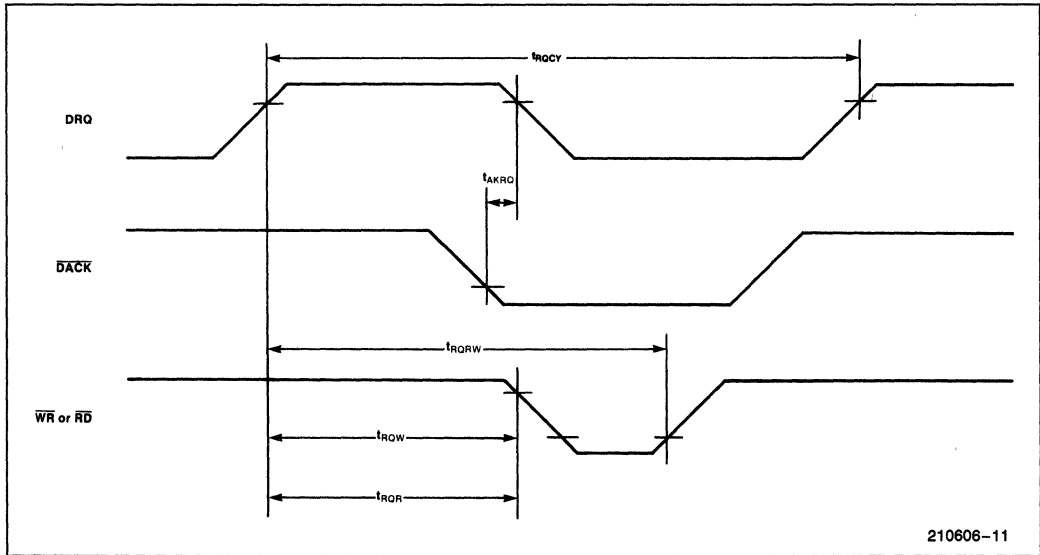 tRQCY
DRQ
tAKRQ
DACK
tRQRW
WR or RD
tRQW
tRQR
210606-11